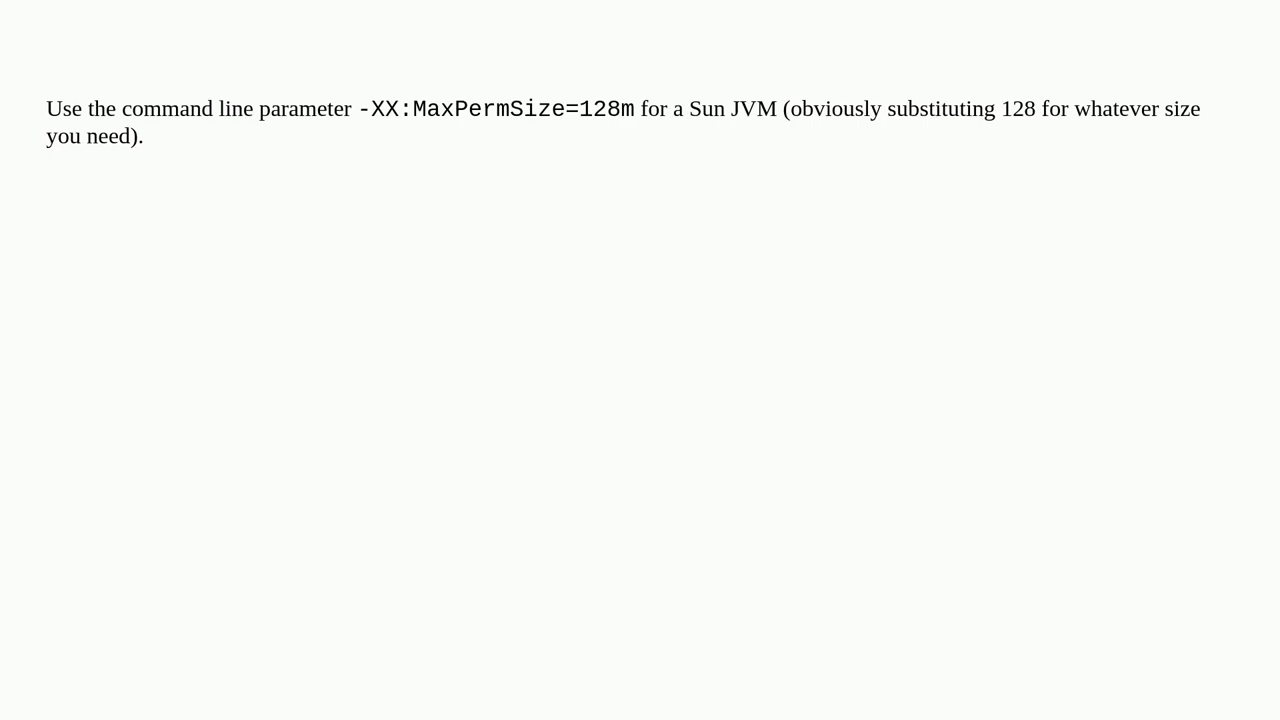 Use the command line parameter -XX:MaxPermSize=128m for a Sun JVM (obviously substituting 128 for whatever size
you need).